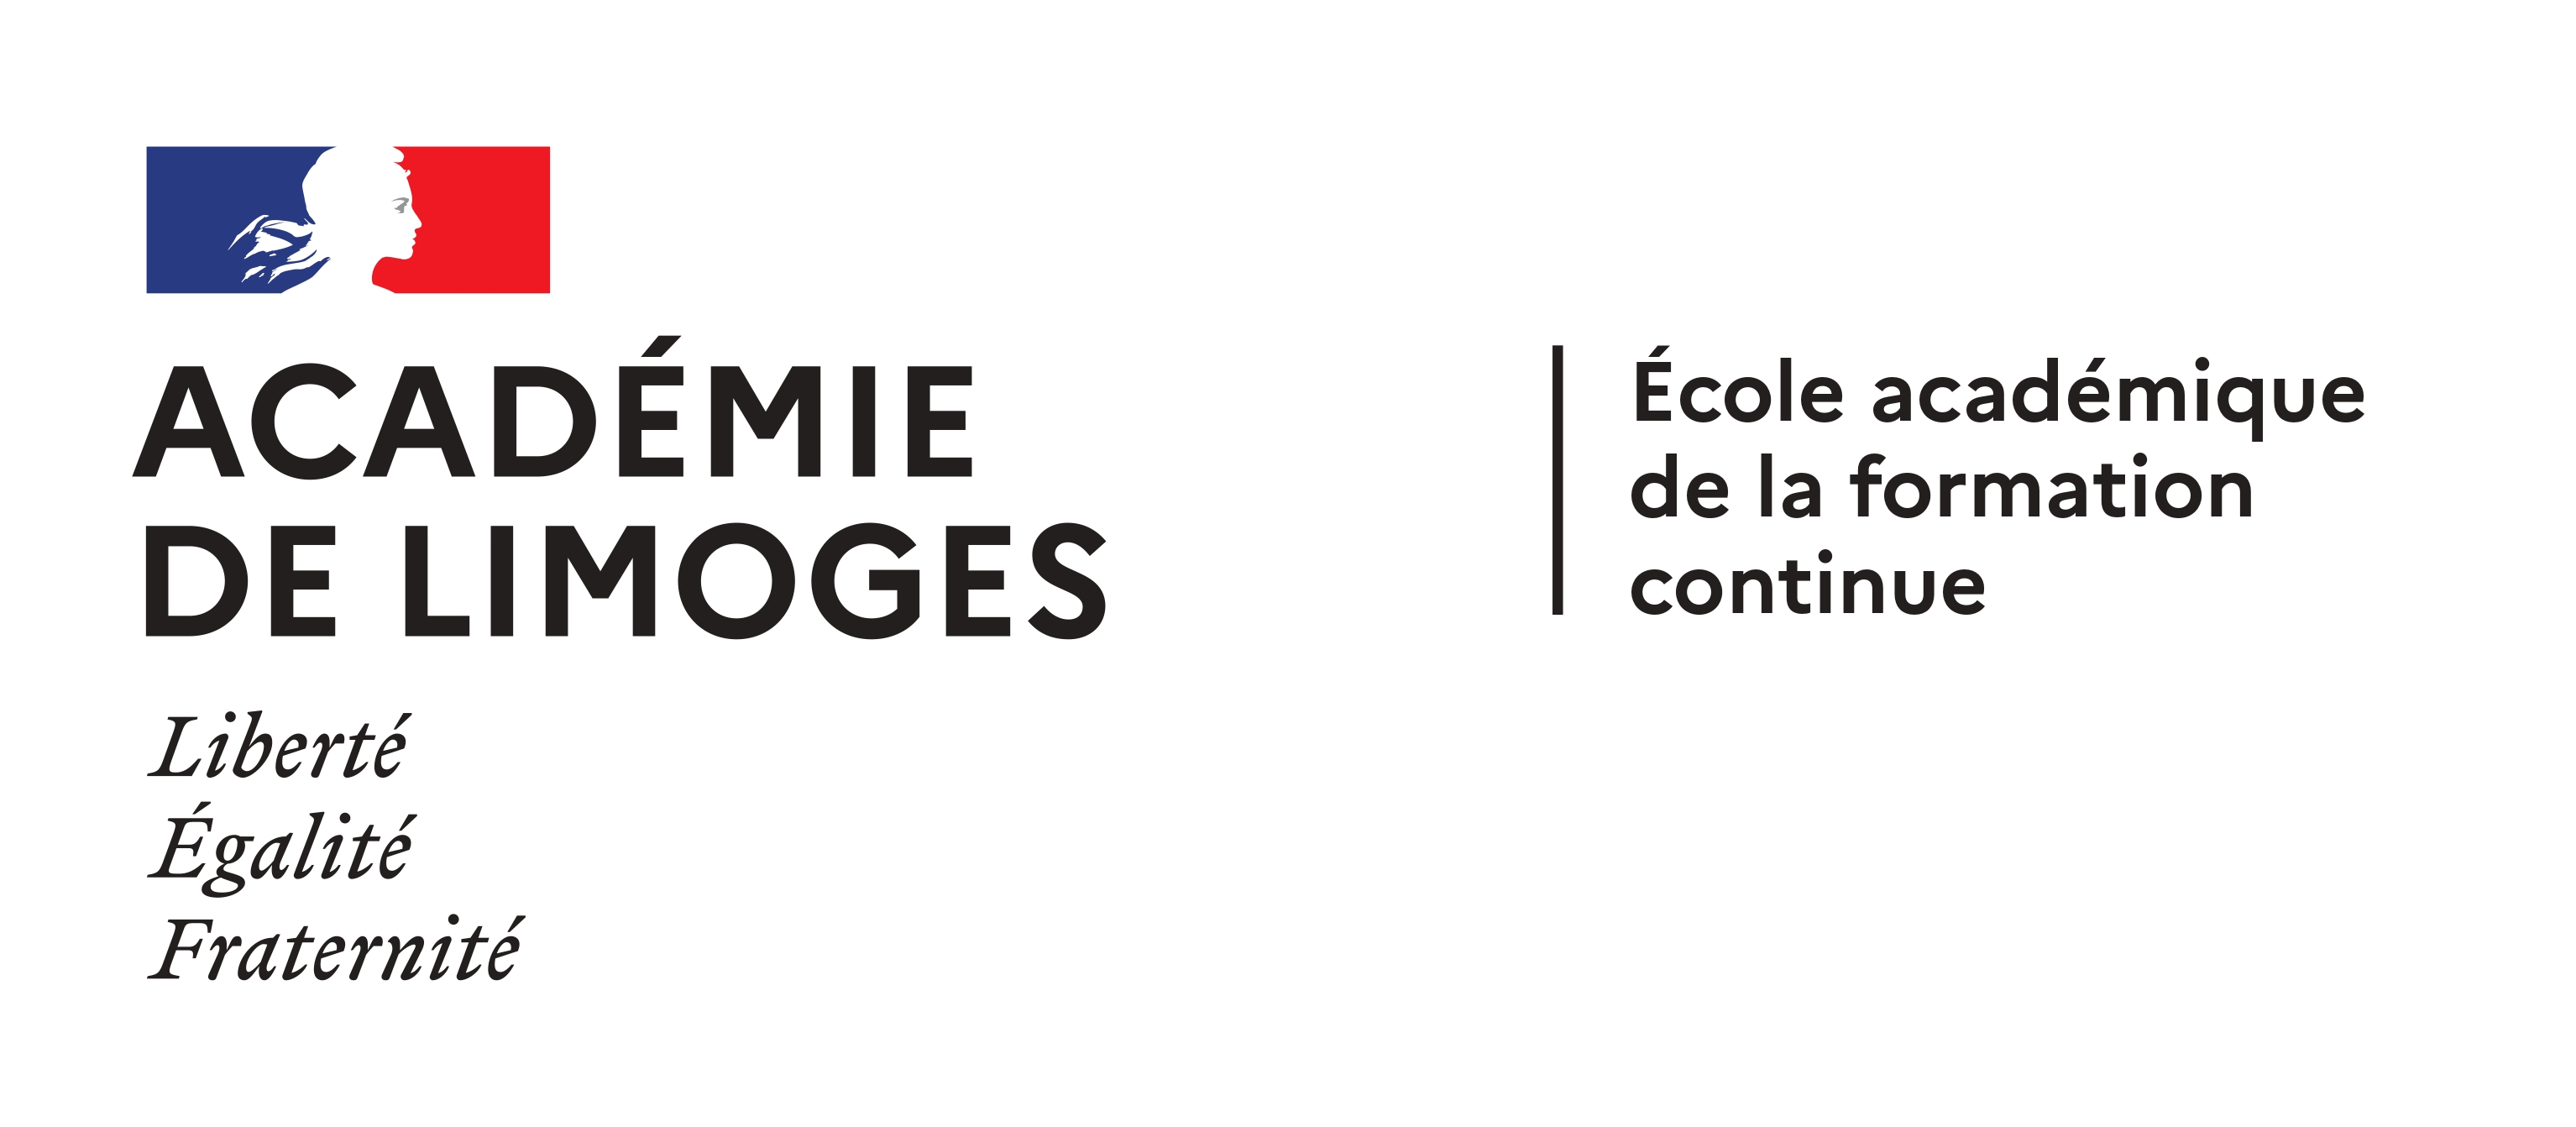 ACADÉMIE
DE LIMOGES
Liberté
Égalité
Fraternité
École académique
de la formation
continue